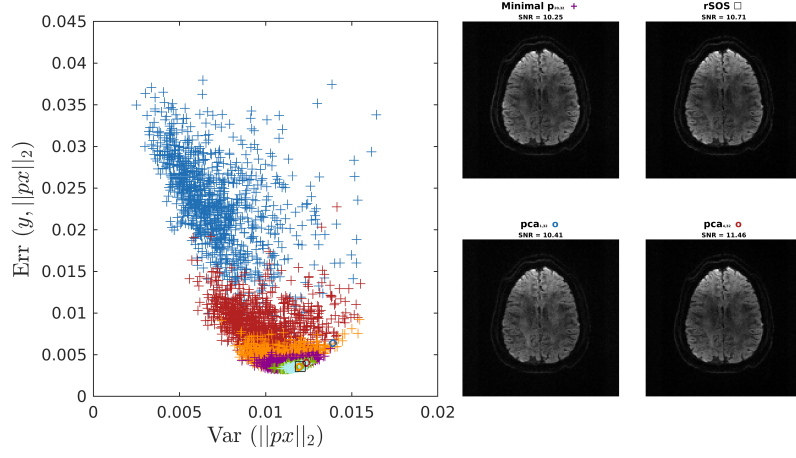 0.045
0.04
0.035
0.03
0.025
0.02
0.015
0.01
0.005
0
Err (y, ||px||₂)
0
0.005
0.01
0.015
0.02
Var (||px||₂)
Minimal p
SNR = 10.25
rSOS
SNR = 10.71
pca
SNR = 10.41
pca
SNR = 11.46